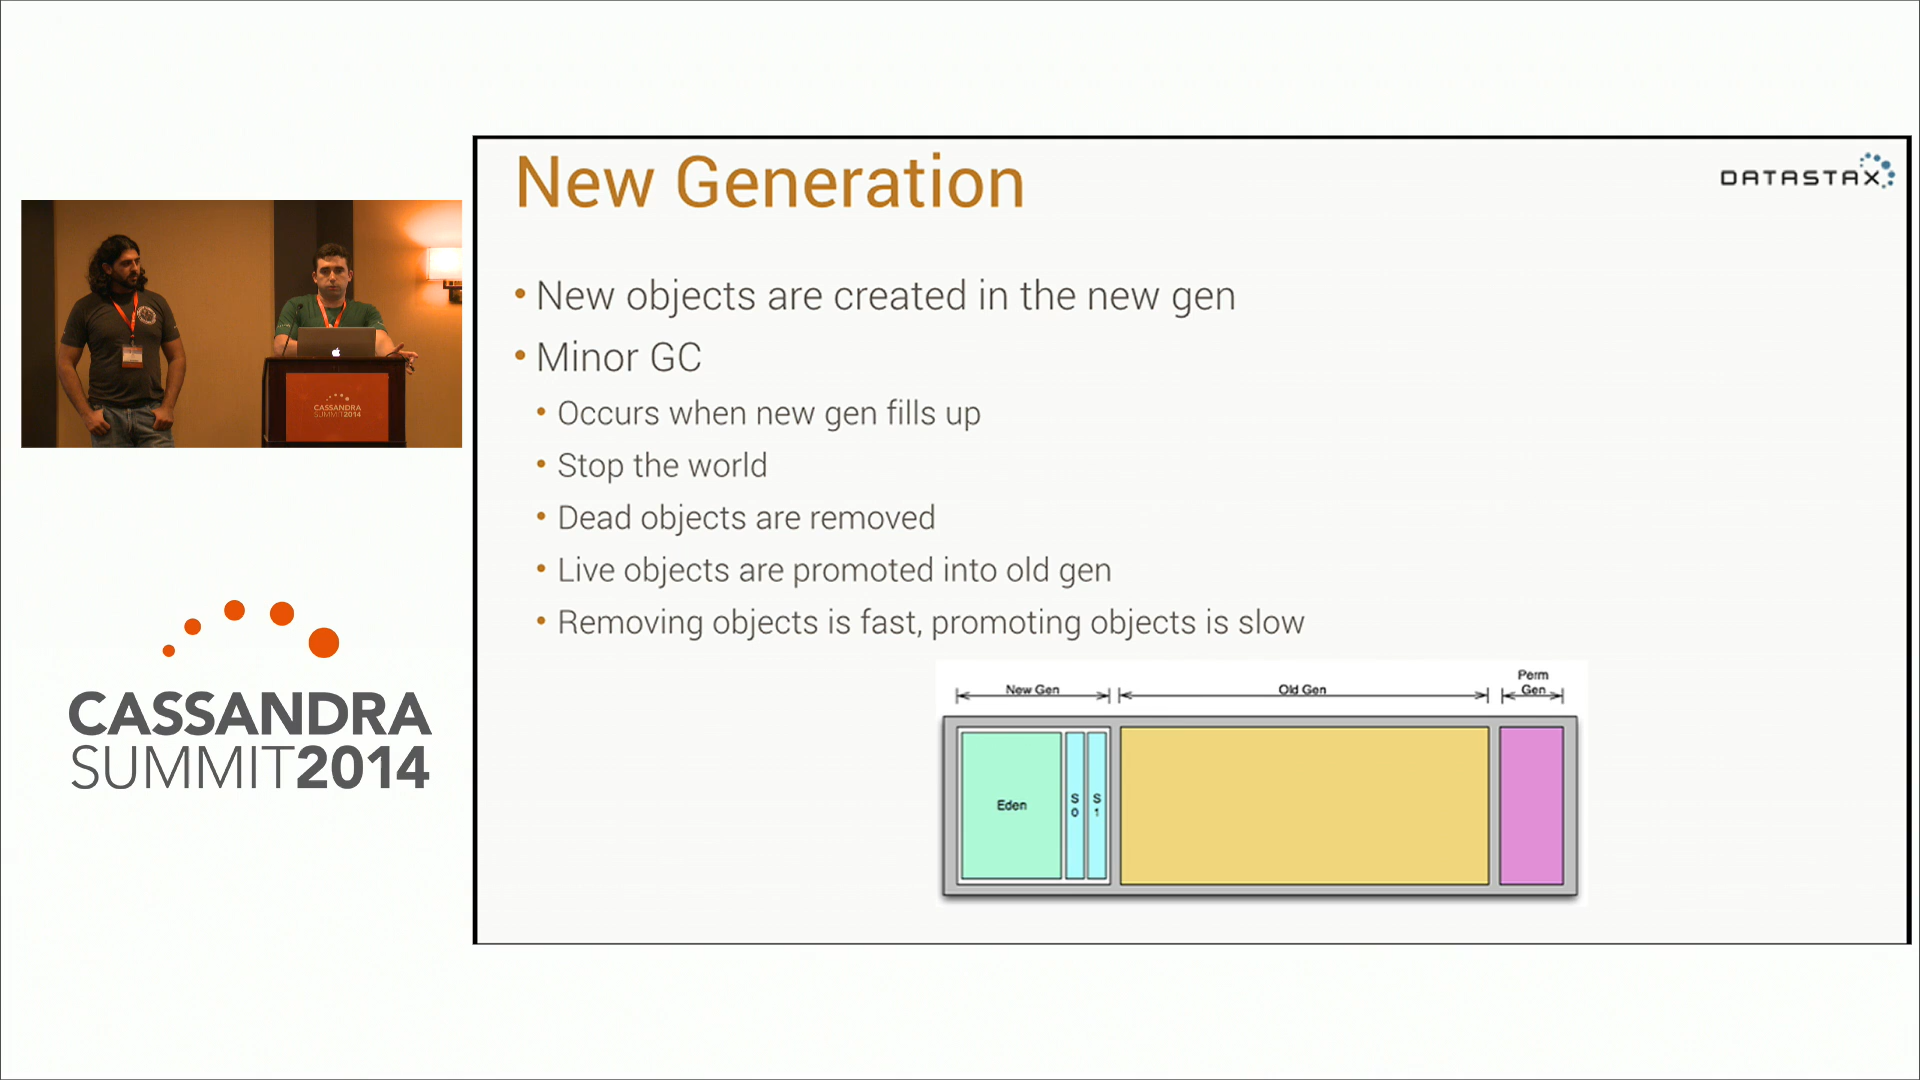 New Generation
DATASTAX
• New objects are created in the new gen
• Minor GC
• Occurs when new gen fills up
• Stop the world
• Dead objects are removed
• Live objects are promoted into old gen
• Removing objects is fast, promoting objects is slow
New Gen
Old Gen
Perm
Gen
Eden
S
0
S
1
CASSANDRA
SUMMIT2014
CASSANDRA
SUMMIT2014